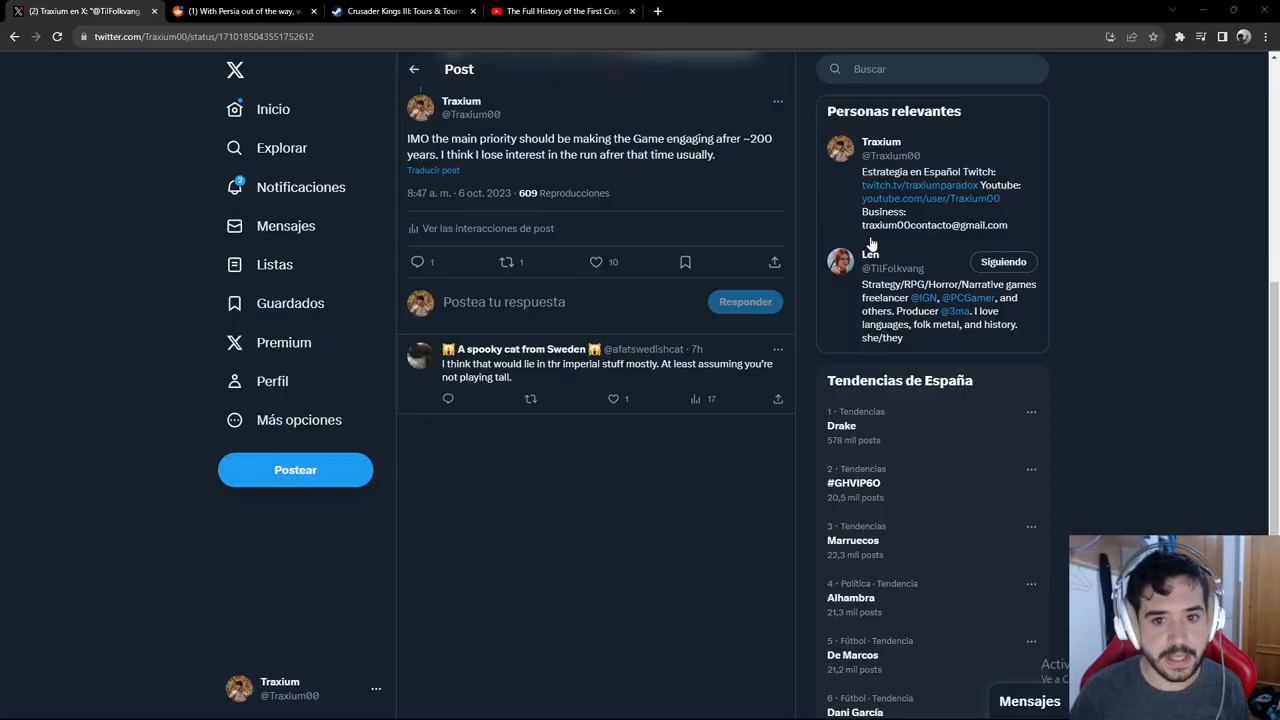 (2) Traxium en X: "@TilFolkvang
(1) With Persia out of the way, w
Crusader Kings III: Tours & Tour
The Full History of the First Crus
twitter.com/Traxium00/status/1710185043551752612
Inicio
Explorar
2
Notificaciones
Mensajes
Listas
Guardados
Premium
Perfil
Más opciones
Postear
Traxium
@Traxium00
Post
Traxium
@Traxium00
IMO the main priority should be making the Game engaging afrer ~200
years. I think I lose interest in the run afrer that time usually.
Traducir post
8:47 a. m. · 6 oct. 2023 · 609 Reproducciones
Ver las interacciones de post
1
1
10
Postea tu respuesta
Responder
A spooky cat from Sweden @afatswedishcat · 7h
I think that would lie in thr imperial stuff mostly. At least assuming you're
not playing tall.
1
17
Buscar
Personas relevantes
Traxium
@Traxium00
Estrategia en Español Twitch:
twitch.tv/traxiumparadox Youtube:
youtube.com/user/Traxium00
Business:
traxium00contacto@gmail.com
Len
@TilFolkvang
Siguiendo
Strategy/RPG/Horror/Narrative games
freelancer @IGN, @PCGamer, and
others. Producer @3ma. I love
languages, folk metal, and history.
she/they
Tendencias de España
1 · Tendencias
Drake
578 mil posts
2 · Tendencias
#GHVIP6O
20,5 mil posts
3 · Tendencias
Marruecos
22,3 mil posts
4 · Política · Tendencia
Alhambra
21,3 mil posts
5 · Fútbol · Tendencia
De Marcos
21,2 mil posts
6 · Fútbol · Tendencia
Dani García
Mensajes